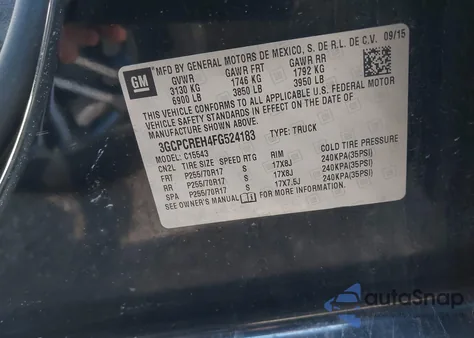 GM
MFD BY GENERAL MOTORS DE MEXICO, S. DE R.L. DE C.V. 09/15
GVWR GAWR FRT GAWR RR
3130 KG 1746 KG 1792 KG
6900 LB 3850 LB 3950 LB
THIS VEHICLE CONFORMS TO ALL APPLICABLE U.S. FEDERAL MOTOR
VEHICLE SAFETY STANDARDS IN EFFECT ON THE DATE OF
MANUFACTURE SHOWN ABOVE.
3GCPCREH4FG524183 TYPE: TRUCK
MODEL: C15543
CN2L TIRE SIZE SPEED RTG RIM COLD TIRE PRESSURE
FRT P255/70R17 S 17X8J 240KPA(35PSI)
RR P255/70R17 S 17X8J 240KPA(35PSI)
SPA P255/70R17 S 17X7.5J 240KPA(35PSI)
SEE OWNER'S MANUAL FOR MORE INFORMATION.
autoSnap